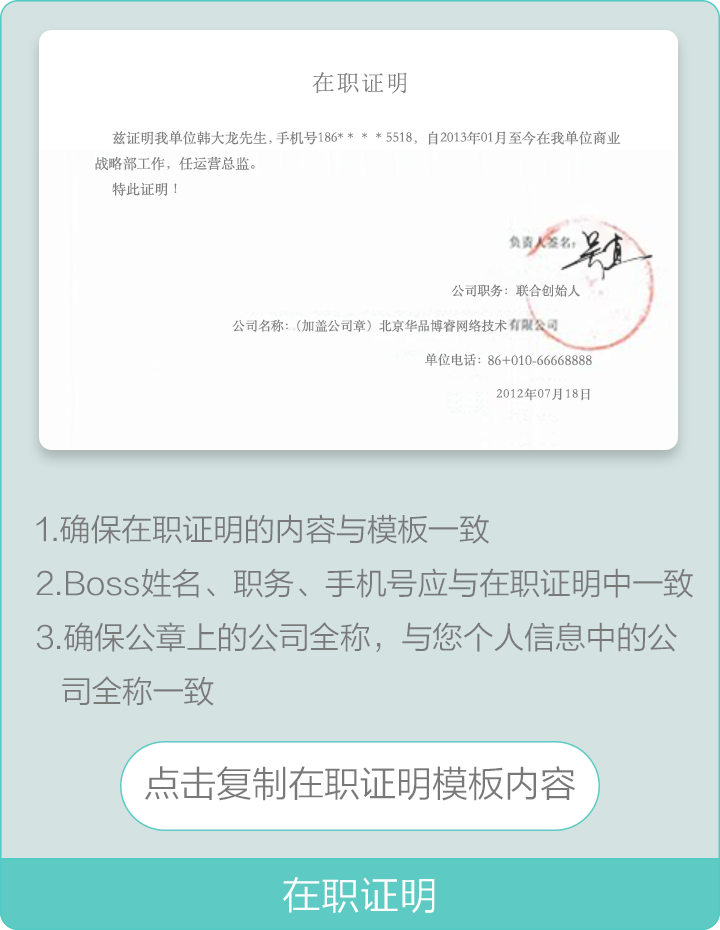 在职证明
兹证明我单位韩大龙先生,手机号186* * * *5518，自2013年01月至今在我单位商业
战略部工作，任运营总监。
特此证明！
负责人签名：
公司职务：联合创始人
公司名称：（加盖公司章）北京华品博睿网络技术有限公司
单位电话：86+010-66668888
2012年07月18日
1.确保在职证明的内容与模板一致
2.Boss姓名、职务、手机号应与在职证明中一致
3.确保公章上的公司全称，与您个人信息中的公
司全称一致
点击复制在职证明模板内容
在职证明